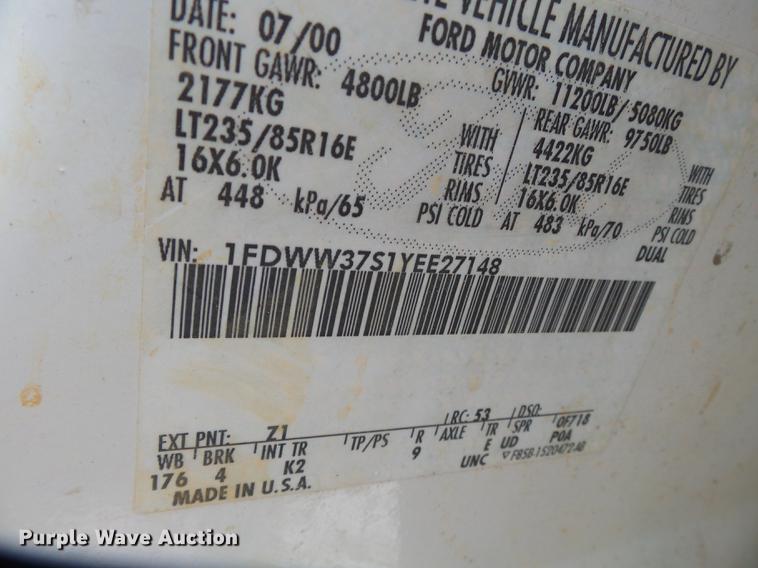 DATE: 07/00
VEHICLE MANUFACTURED BY
FORD MOTOR COMPANY
FRONT GAWR: 4800LB
GVWR: 11200LB/5080KG
2177KG
REAR GAWR: 9750LB
LT235/85R16E WITH TIRES
4422KG WITH
16X6.0K RIMS
LT235/85R16E TIRES
AT 448 kPa/65 PSI COLD
16X6.0K RIMS
AT 483 kPa/70 PSI COLD
DUAL
VIN: 1FDWW37S1YEE27148
EXT PNT: Z1 RC: 53 DSO:
WB BRK INT TR TP/PS R AXLE TR SPR 0F718
176 4 K2 9 E UD POA
UNC
MADE IN U.S.A.
Purple Wave Auction